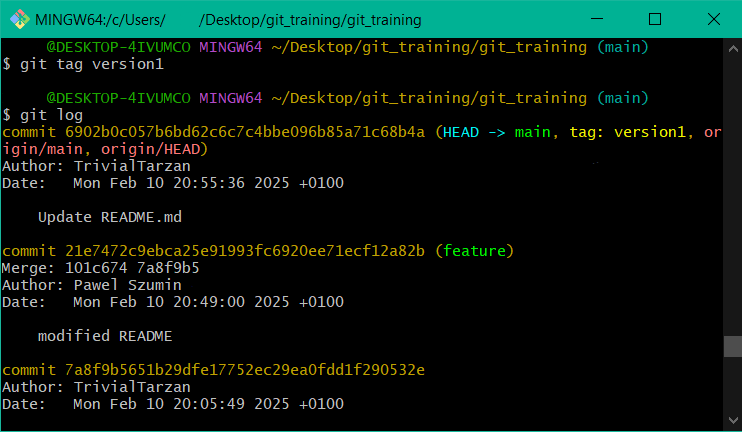 MINGW64:/c/Users/ /Desktop/git_training/git_training
@DESKTOP-4IVUMCO MINGW64 ~/Desktop/git_training/git_training (main)
$ git tag version1
@DESKTOP-4IVUMCO MINGW64 ~/Desktop/git_training/git_training (main)
$ git log
commit 6902b0c057b6bd62c6c7c4bbe096b85a71c68b4a (HEAD -> main, tag: version1, or
igin/main, origin/HEAD)
Author: TrivialTarzan
Date:   Mon Feb 10 20:55:36 2025 +0100
Update README.md
commit 21e7472c9ebca25e91993fc6920ee71ecf12a82b (feature)
Merge: 101c674 7a8f9b5
Author: Pawel Szumin
Date:   Mon Feb 10 20:49:00 2025 +0100
modified README
commit 7a8f9b5651b29dfe17752ec29ea0fdd1f290532e
Author: TrivialTarzan
Date:   Mon Feb 10 20:05:49 2025 +0100